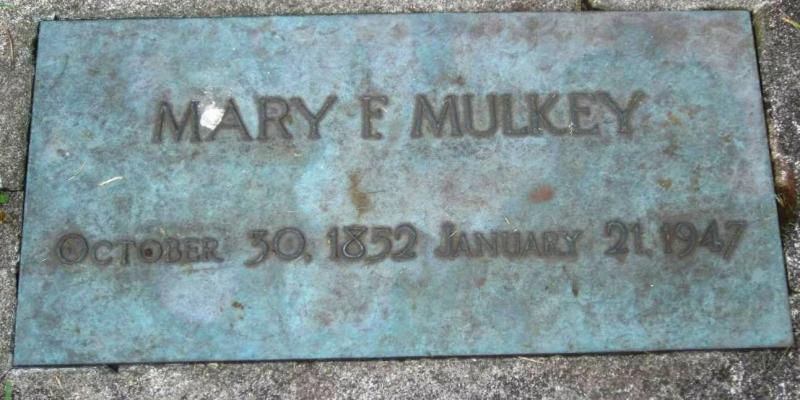 MARY F MULKEY
OCTOBER 30, 1852 JANUARY 21, 1947